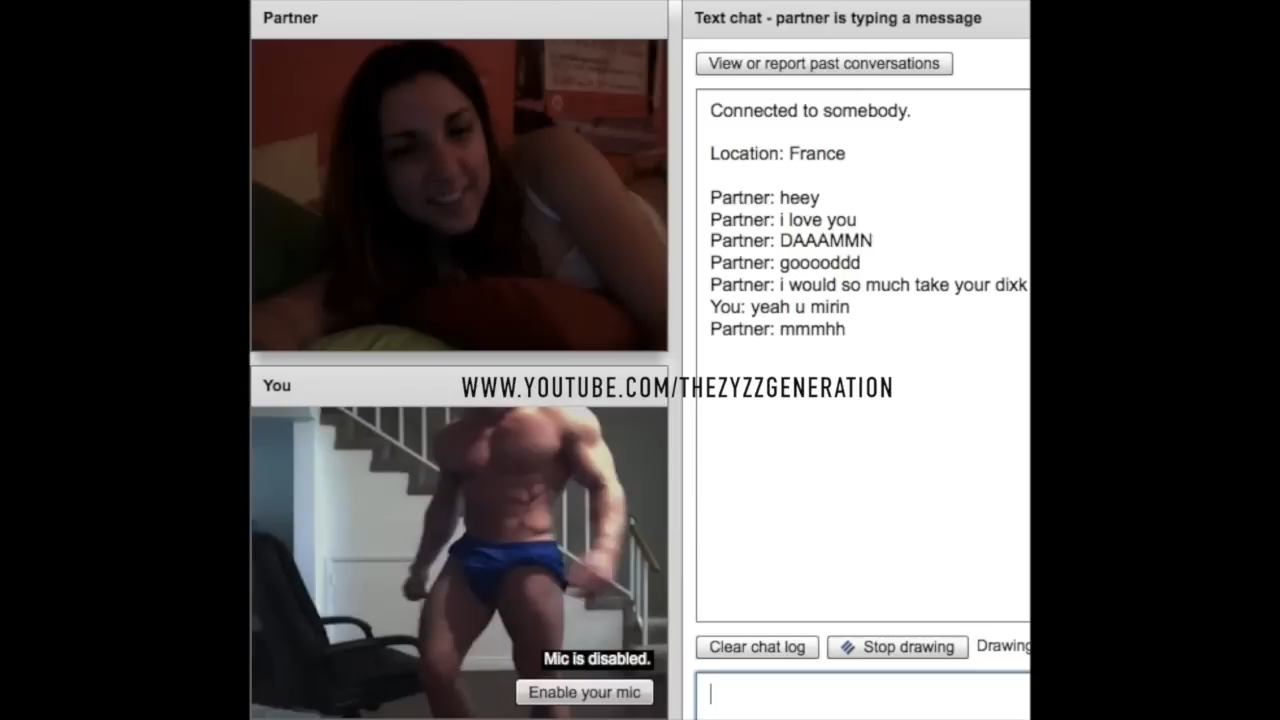 Partner
Text chat - partner is typing a message
View or report past conversations
Connected to somebody.
Location: France
Partner: heey
Partner: i love you
Partner: DAAAMMN
Partner: gooooddd
Partner: i would so much take your dixk
You: yeah u mirin
Partner: mmmhh
You
WWW.YOUTUBE.COM/THEZYZZGENERATION
Mic is disabled.
Enable your mic
Clear chat log
Stop drawing
Drawing